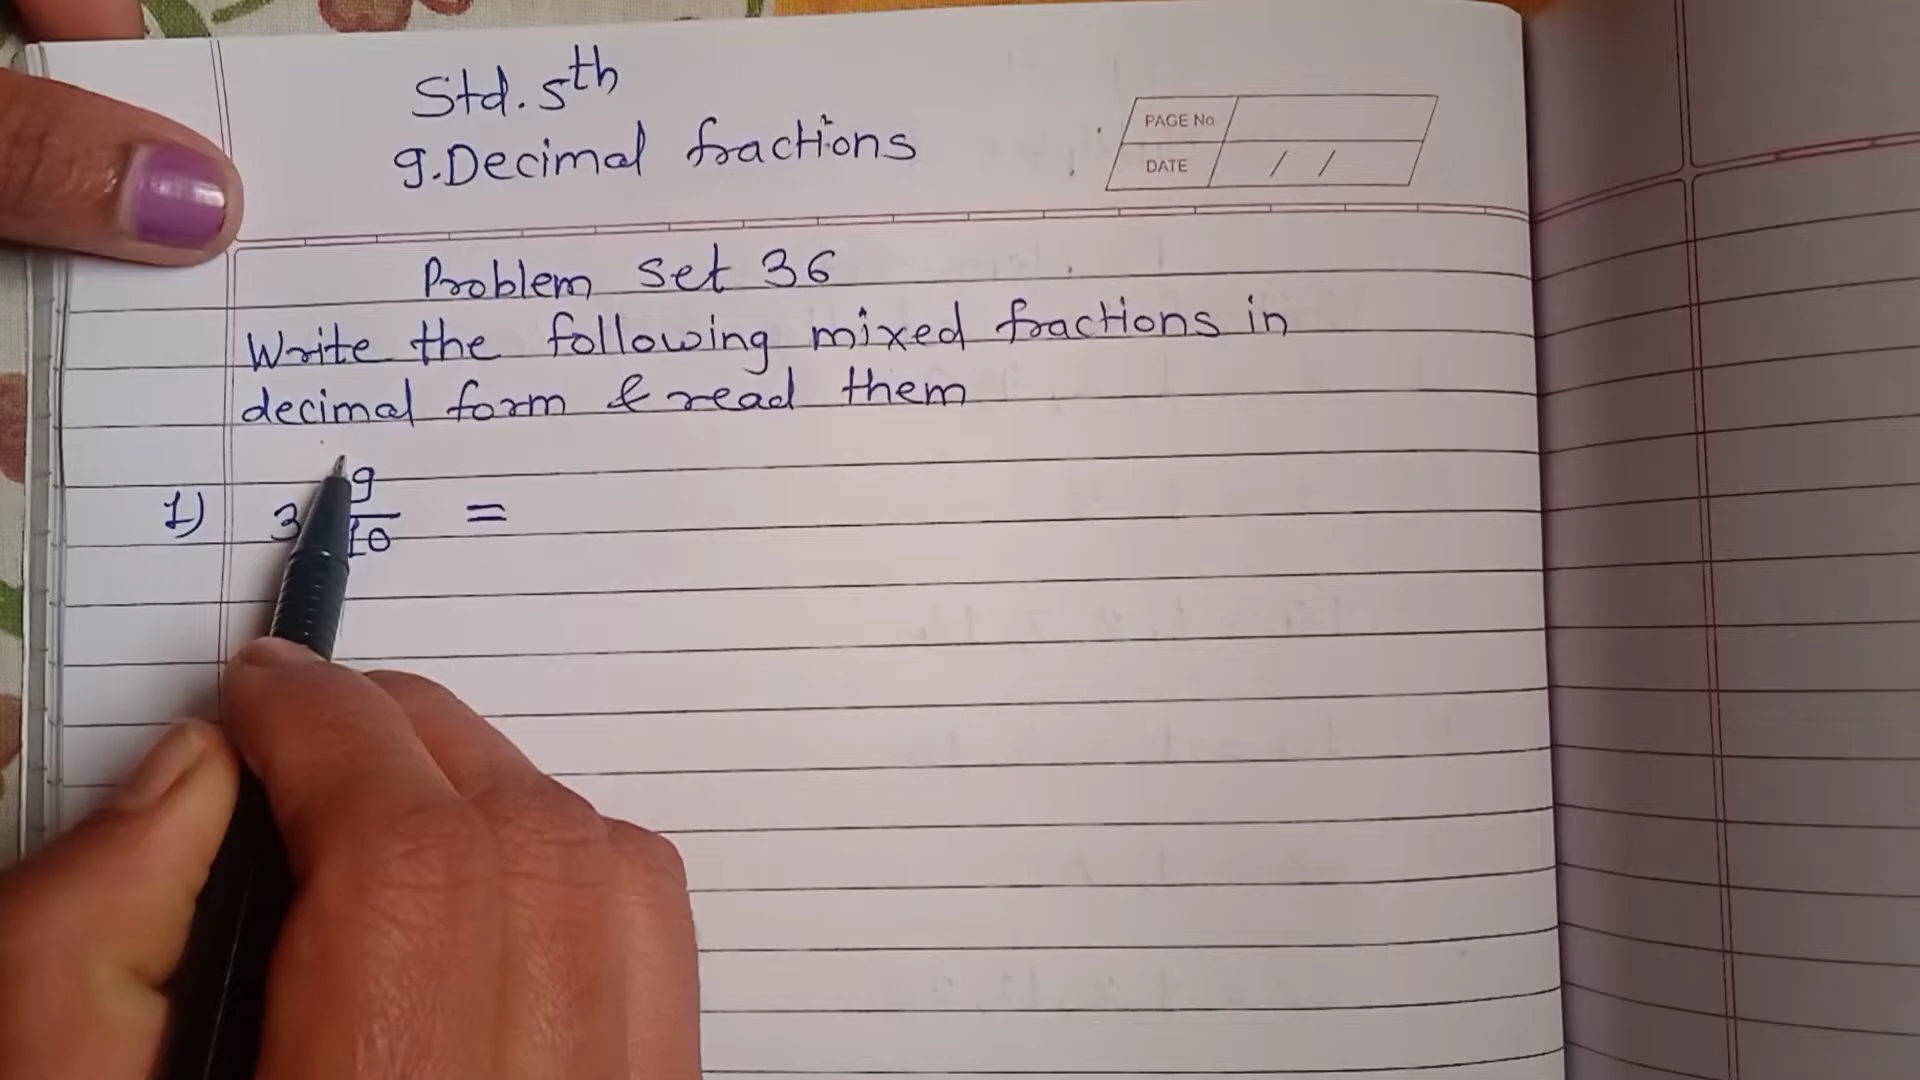 Std. 5th
9. Decimal fractions
PAGE No.
DATE / /
Problem Set 36
Write the following mixed fractions in
decimal form & read them
1) 3 9/10 =